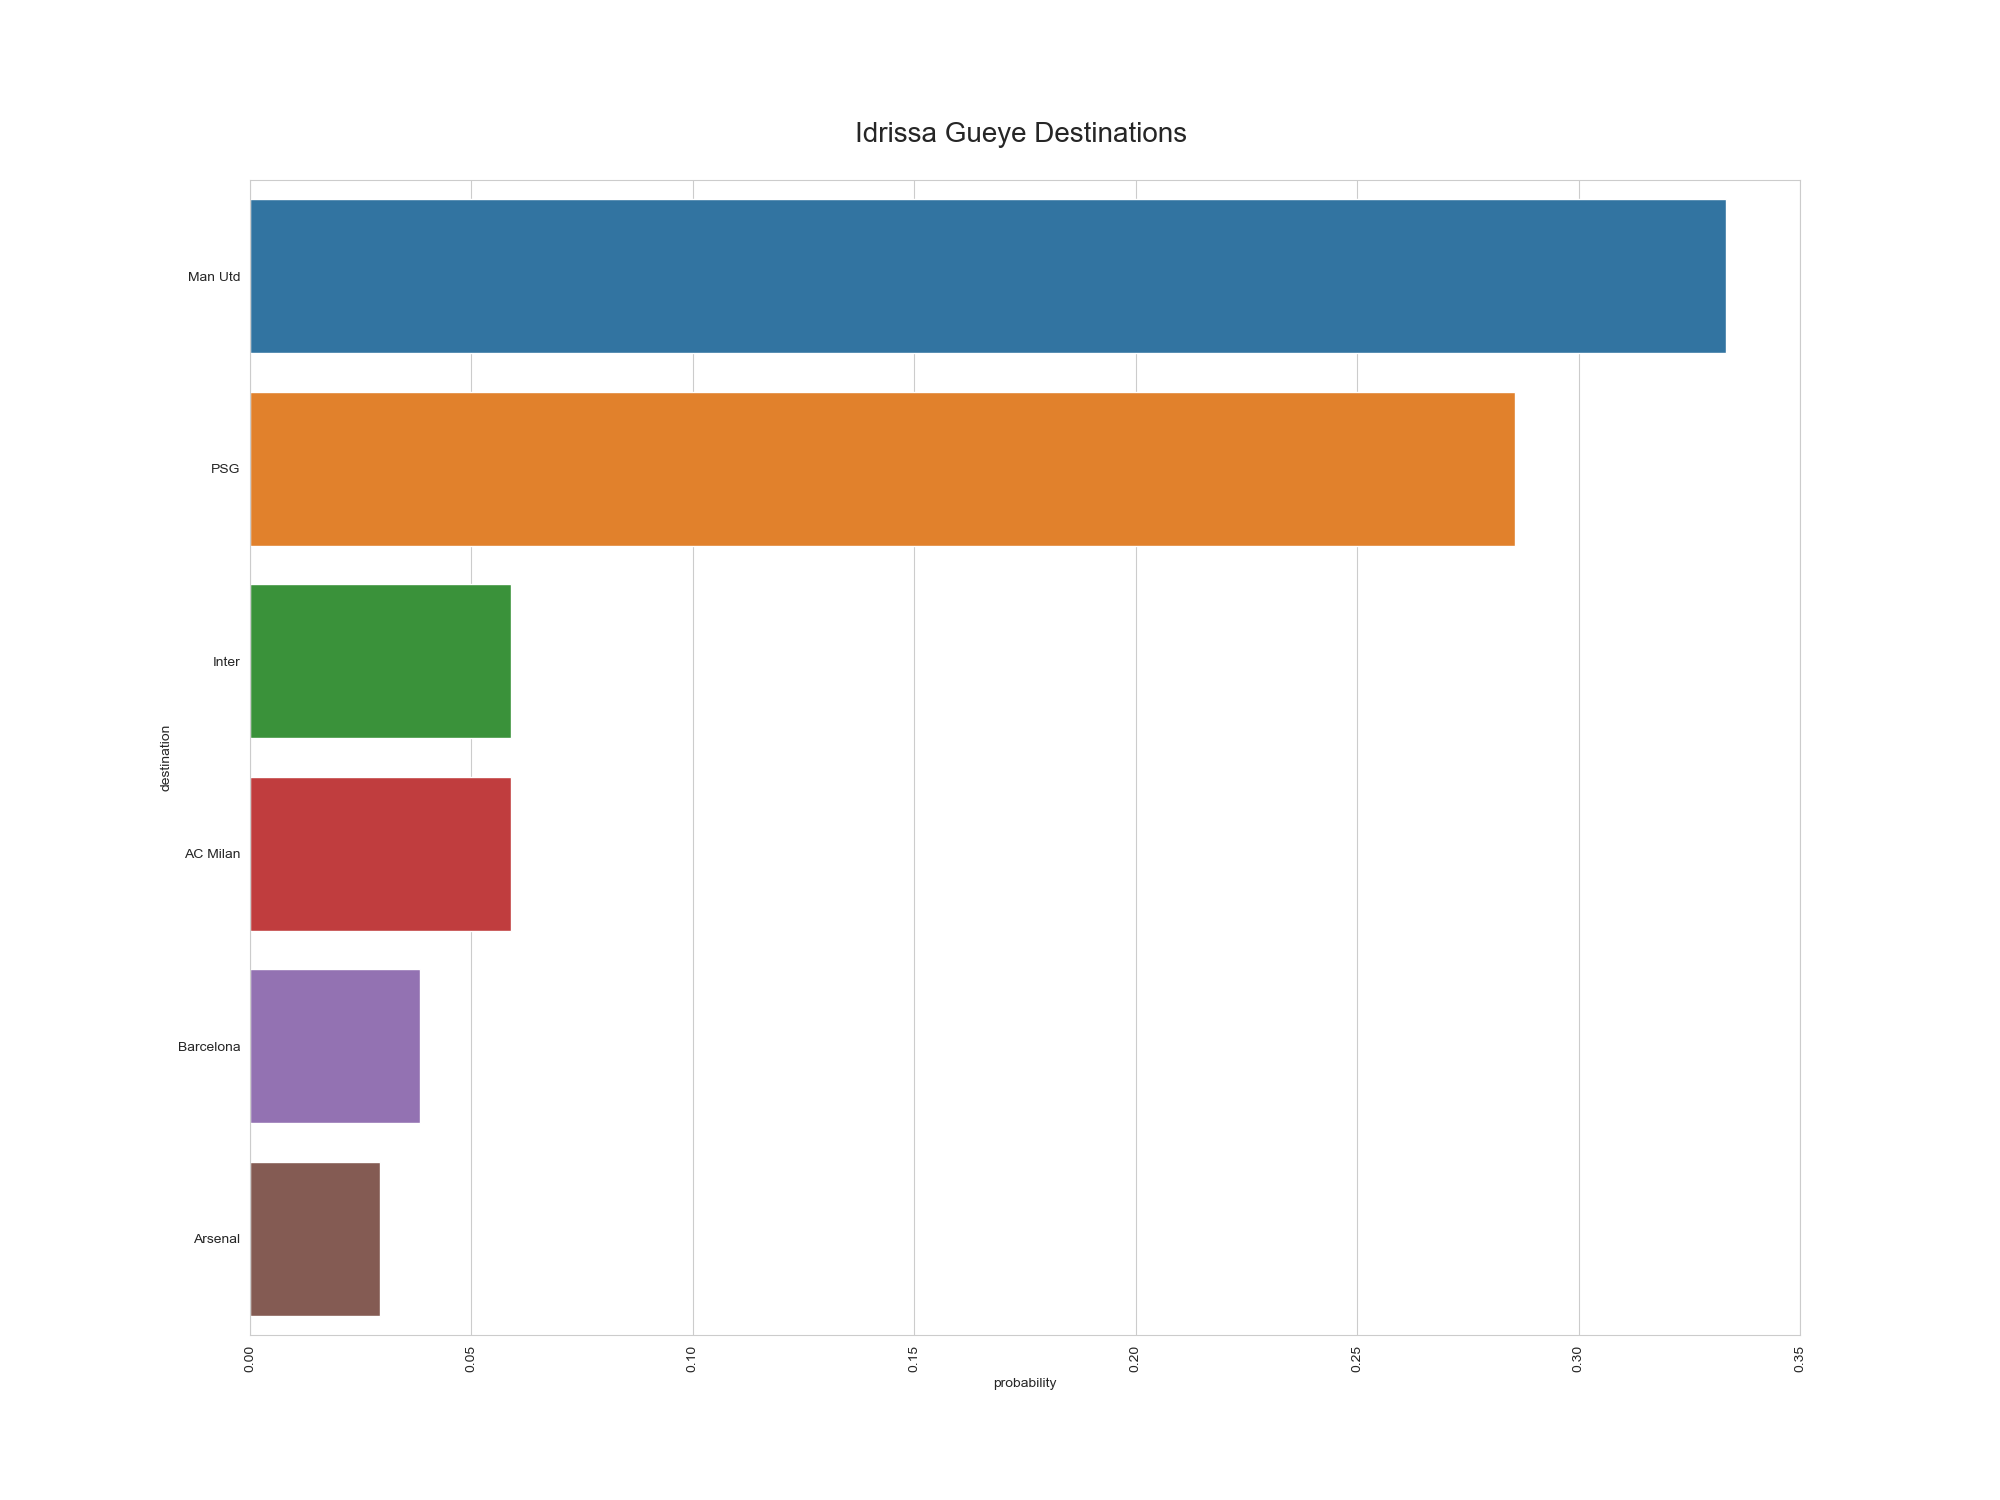 Idrissa Gueye Destinations
destination
Man Utd
PSG
Inter
AC Milan
Barcelona
Arsenal
0.00
0.05
0.10
0.15
0.20
0.25
0.30
0.35
probability